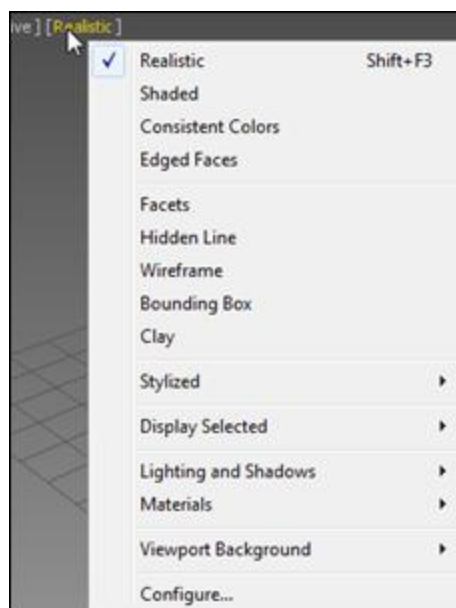 ive ] [Realistic ]
Realistic Shift+F3
Shaded
Consistent Colors
Edged Faces
Facets
Hidden Line
Wireframe
Bounding Box
Clay
Stylized
Display Selected
Lighting and Shadows
Materials
Viewport Background
Configure...